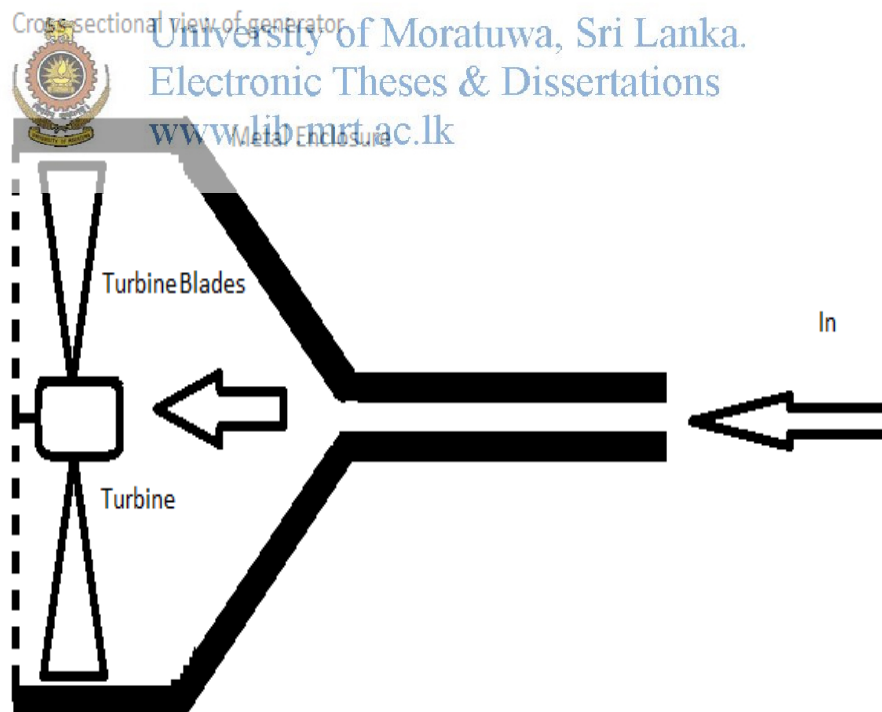 Cross-sectional view of generator
University of Moratuwa, Sri Lanka.
Electronic Theses & Dissertations
www.lib.mrt.ac.lk
Metal Enclosure
Turbine Blades
In
Turbine